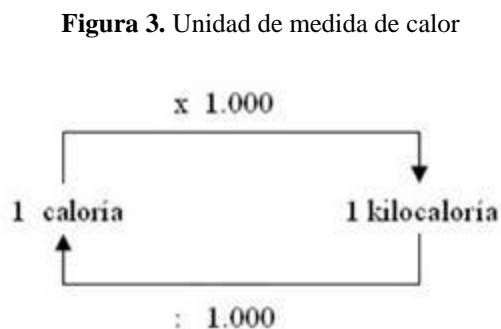 Figura 3. Unidad de medida de calor
x 1.000
1 caloría 1 kilocaloría
: 1.000